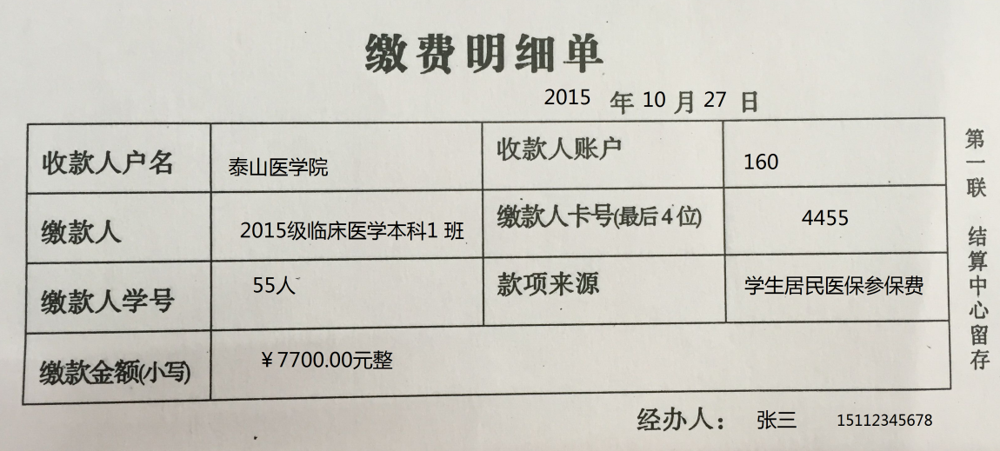 缴费明细单
2015 年 10 月 27 日
收款人户名 泰山医学院 收款人账户 160
缴款人 2015级临床医学本科1 班 缴款人卡号(最后4位) 4455
缴款人学号 55人 款项来源 学生居民医保参保费
缴款金额(小写) ￥7700.00元整
经办人： 张三 15112345678
第一联 结算中心留存